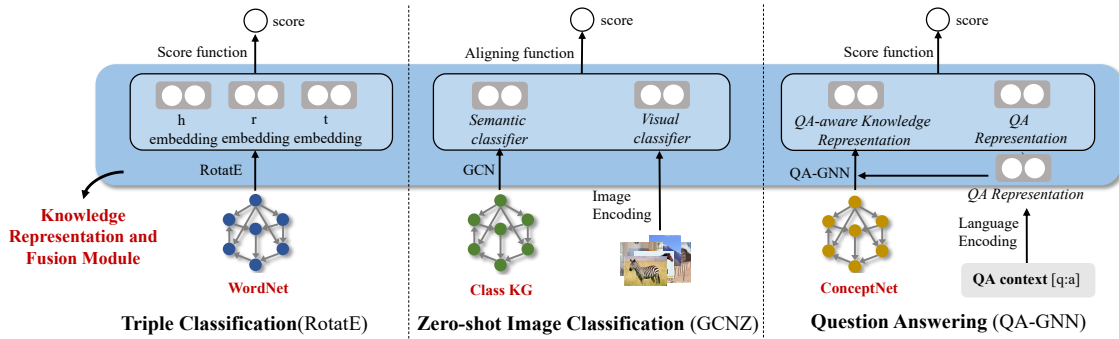 score
Score function
h
embedding
r
embedding
t
embedding
RotatE
WordNet
Triple Classification(RotatE)
Knowledge
Representation and
Fusion Module
score
Aligning function
Semantic
classifier
Visual
classifier
GCN
Image
Encoding
Class KG
Zero-shot Image Classification (GCNZ)
score
Score function
QA-aware Knowledge
Representation
QA
Representation
QA-GNN
QA Representation
Language
Encoding
ConceptNet
QA context [q:a]
Question Answering (QA-GNN)